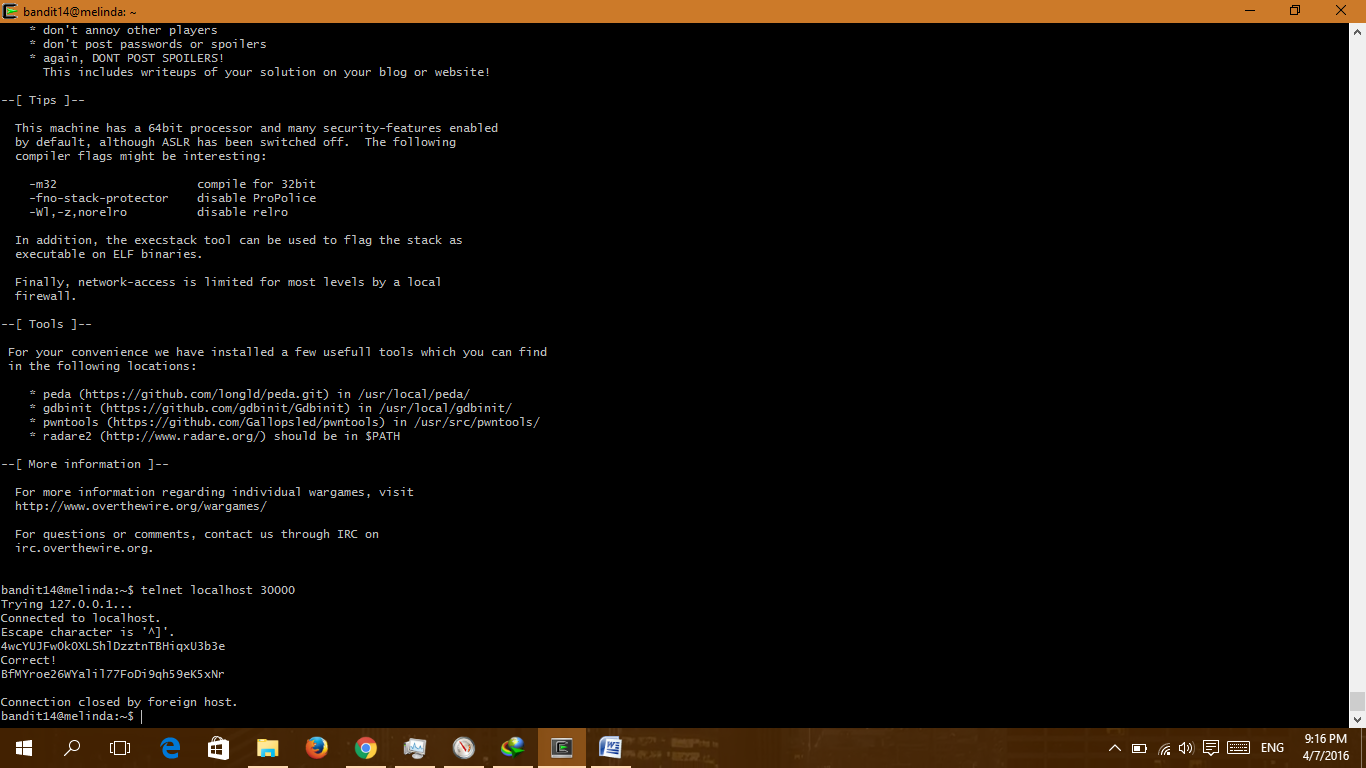 bandit14@melinda: ~
* don't annoy other players
* don't post passwords or spoilers
* again, DONT POST SPOILERS!
This includes writeups of your solution on your blog or website!
--[ Tips ]--
This machine has a 64bit processor and many security-features enabled
by default, although ASLR has been switched off.  The following
compiler flags might be interesting:
-m32                    compile for 32bit
-fno-stack-protector    disable ProPolice
-Wl,-z,norelro          disable relro
In addition, the execstack tool can be used to flag the stack as
executable on ELF binaries.
Finally, network-access is limited for most levels by a local
firewall.
--[ Tools ]--
For your convenience we have installed a few usefull tools which you can find
in the following locations:
* peda (https://github.com/longld/peda.git) in /usr/local/peda/
* gdbinit (https://github.com/gdbinit/Gdbinit) in /usr/local/gdbinit/
* pwntools (https://github.com/Gallopsled/pwntools) in /usr/src/pwntools/
* radare2 (http://www.radare.org/) should be in $PATH
--[ More information ]--
For more information regarding individual wargames, visit
http://www.overthewire.org/wargames/
For questions or comments, contact us through IRC on
irc.overthewire.org.
bandit14@melinda:~$ telnet localhost 30000
Trying 127.0.0.1...
Connected to localhost.
Escape character is '^]'.
4wcYUJFw0k0XLShlDzztnTBHiqxU3b3e
Correct!
BfMYroe26WYalil77FoDi9qh59eK5xNr
Connection closed by foreign host.
bandit14@melinda:~$
ENG
9:16 PM
4/7/2016